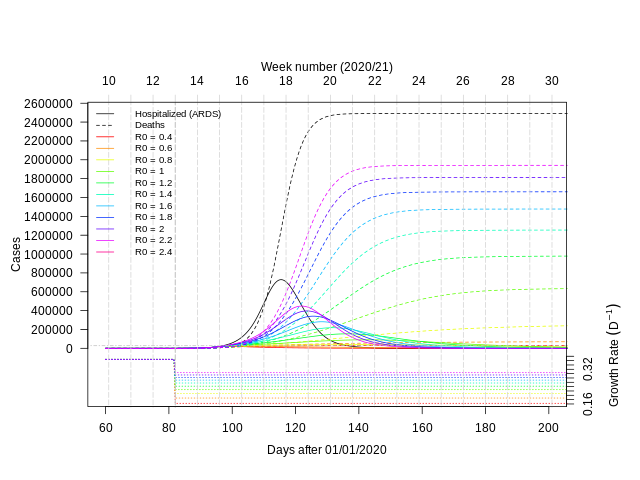 Week number (2020/21)
10 12 14 16 18 20 22 24 26 28 30
2600000
2400000
2200000
2000000
1800000
1600000
1400000
1200000
1000000
800000
600000
400000
200000
0
Cases
Hospitalized (ARDS)
Deaths
R0 = 0.4
R0 = 0.6
R0 = 0.8
R0 = 1
R0 = 1.2
R0 = 1.4
R0 = 1.6
R0 = 1.8
R0 = 2
R0 = 2.2
R0 = 2.4
0.32
0.16
Growth Rate (D⁻¹)
60 80 100 120 140 160 180 200
Days after 01/01/2020